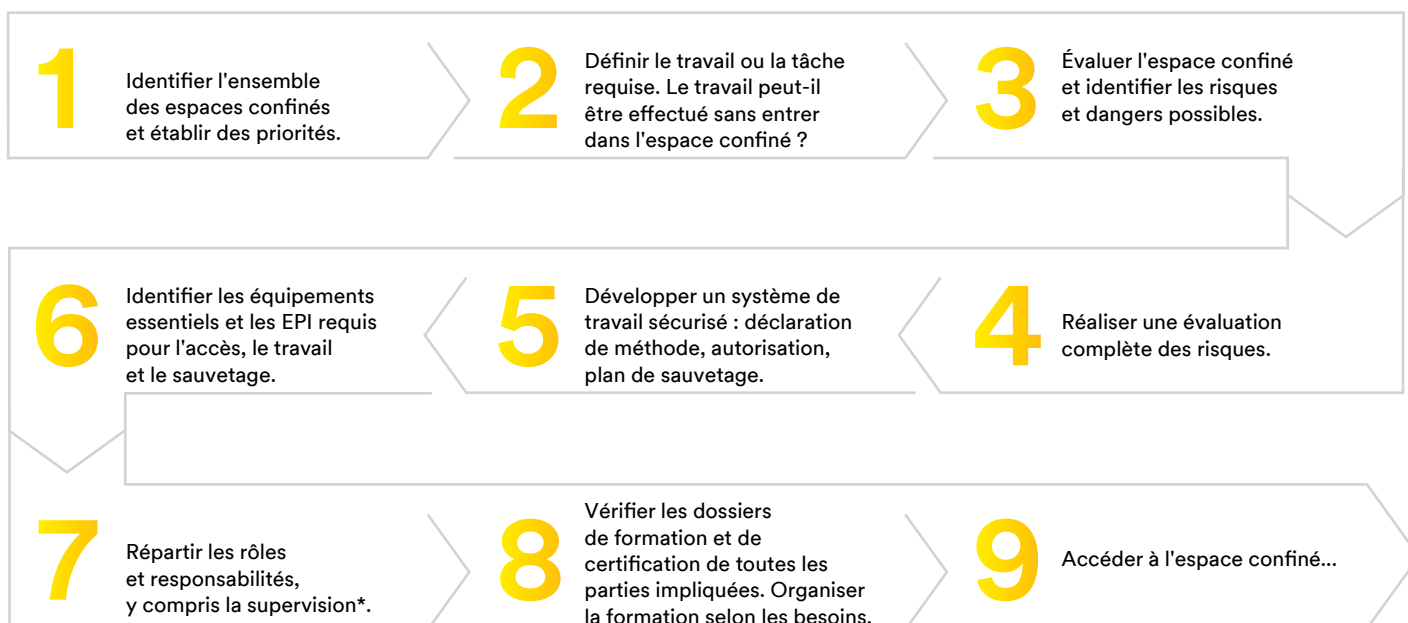 1
Identifier l'ensemble
des espaces confinés
et établir des priorités.
2
Définir le travail ou la tâche
requise. Le travail peut-il
être effectué sans entrer
dans l'espace confiné ?
3
Évaluer l'espace confiné
et identifier les risques
et dangers possibles.
4
Réaliser une évaluation
complète des risques.
5
Développer un système de
travail sécurisé : déclaration
de méthode, autorisation,
plan de sauvetage.
6
Identifier les équipements
essentiels et les EPI requis
pour l'accès, le travail
et le sauvetage.
7
Répartir les rôles
et responsabilités,
y compris la supervision*.
8
Vérifier les dossiers
de formation et de
certification de toutes les
parties impliquées. Organiser
la formation selon les besoins.
9
Accéder à l'espace confiné...